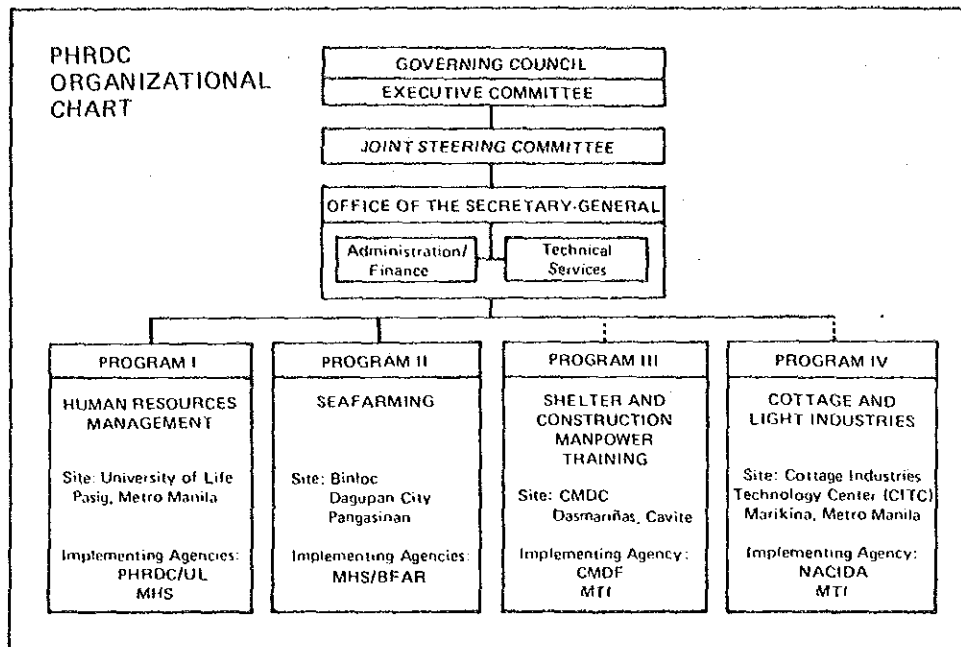 PHRDC
ORGANIZATIONAL
CHART
GOVERNING COUNCIL
EXECUTIVE COMMITTEE
JOINT STEERING COMMITTEE
OFFICE OF THE SECRETARY-GENERAL
Administration/
Finance
Technical
Services
PROGRAM I
HUMAN RESOURCES
MANAGEMENT
Site: University of Life
Pasig, Metro Manila
Implementing Agencies:
PHRDC/UL
MHS
PROGRAM II
SEAFARMING
Site: Binloc
Dagupan City
Pangasinan
Implementing Agencies:
MHS/BFAR
PROGRAM III
SHELTER AND
CONSTRUCTION
MANPOWER
TRAINING
Site: CMDC
Dasmariñas, Cavite
Implementing Agency:
CMDF
MTI
PROGRAM IV
COTTAGE AND
LIGHT INDUSTRIES
Site: Cottage Industries
Technology Center (CITC)
Marikina, Metro Manila
Implementing Agency:
NACIDA
MTI